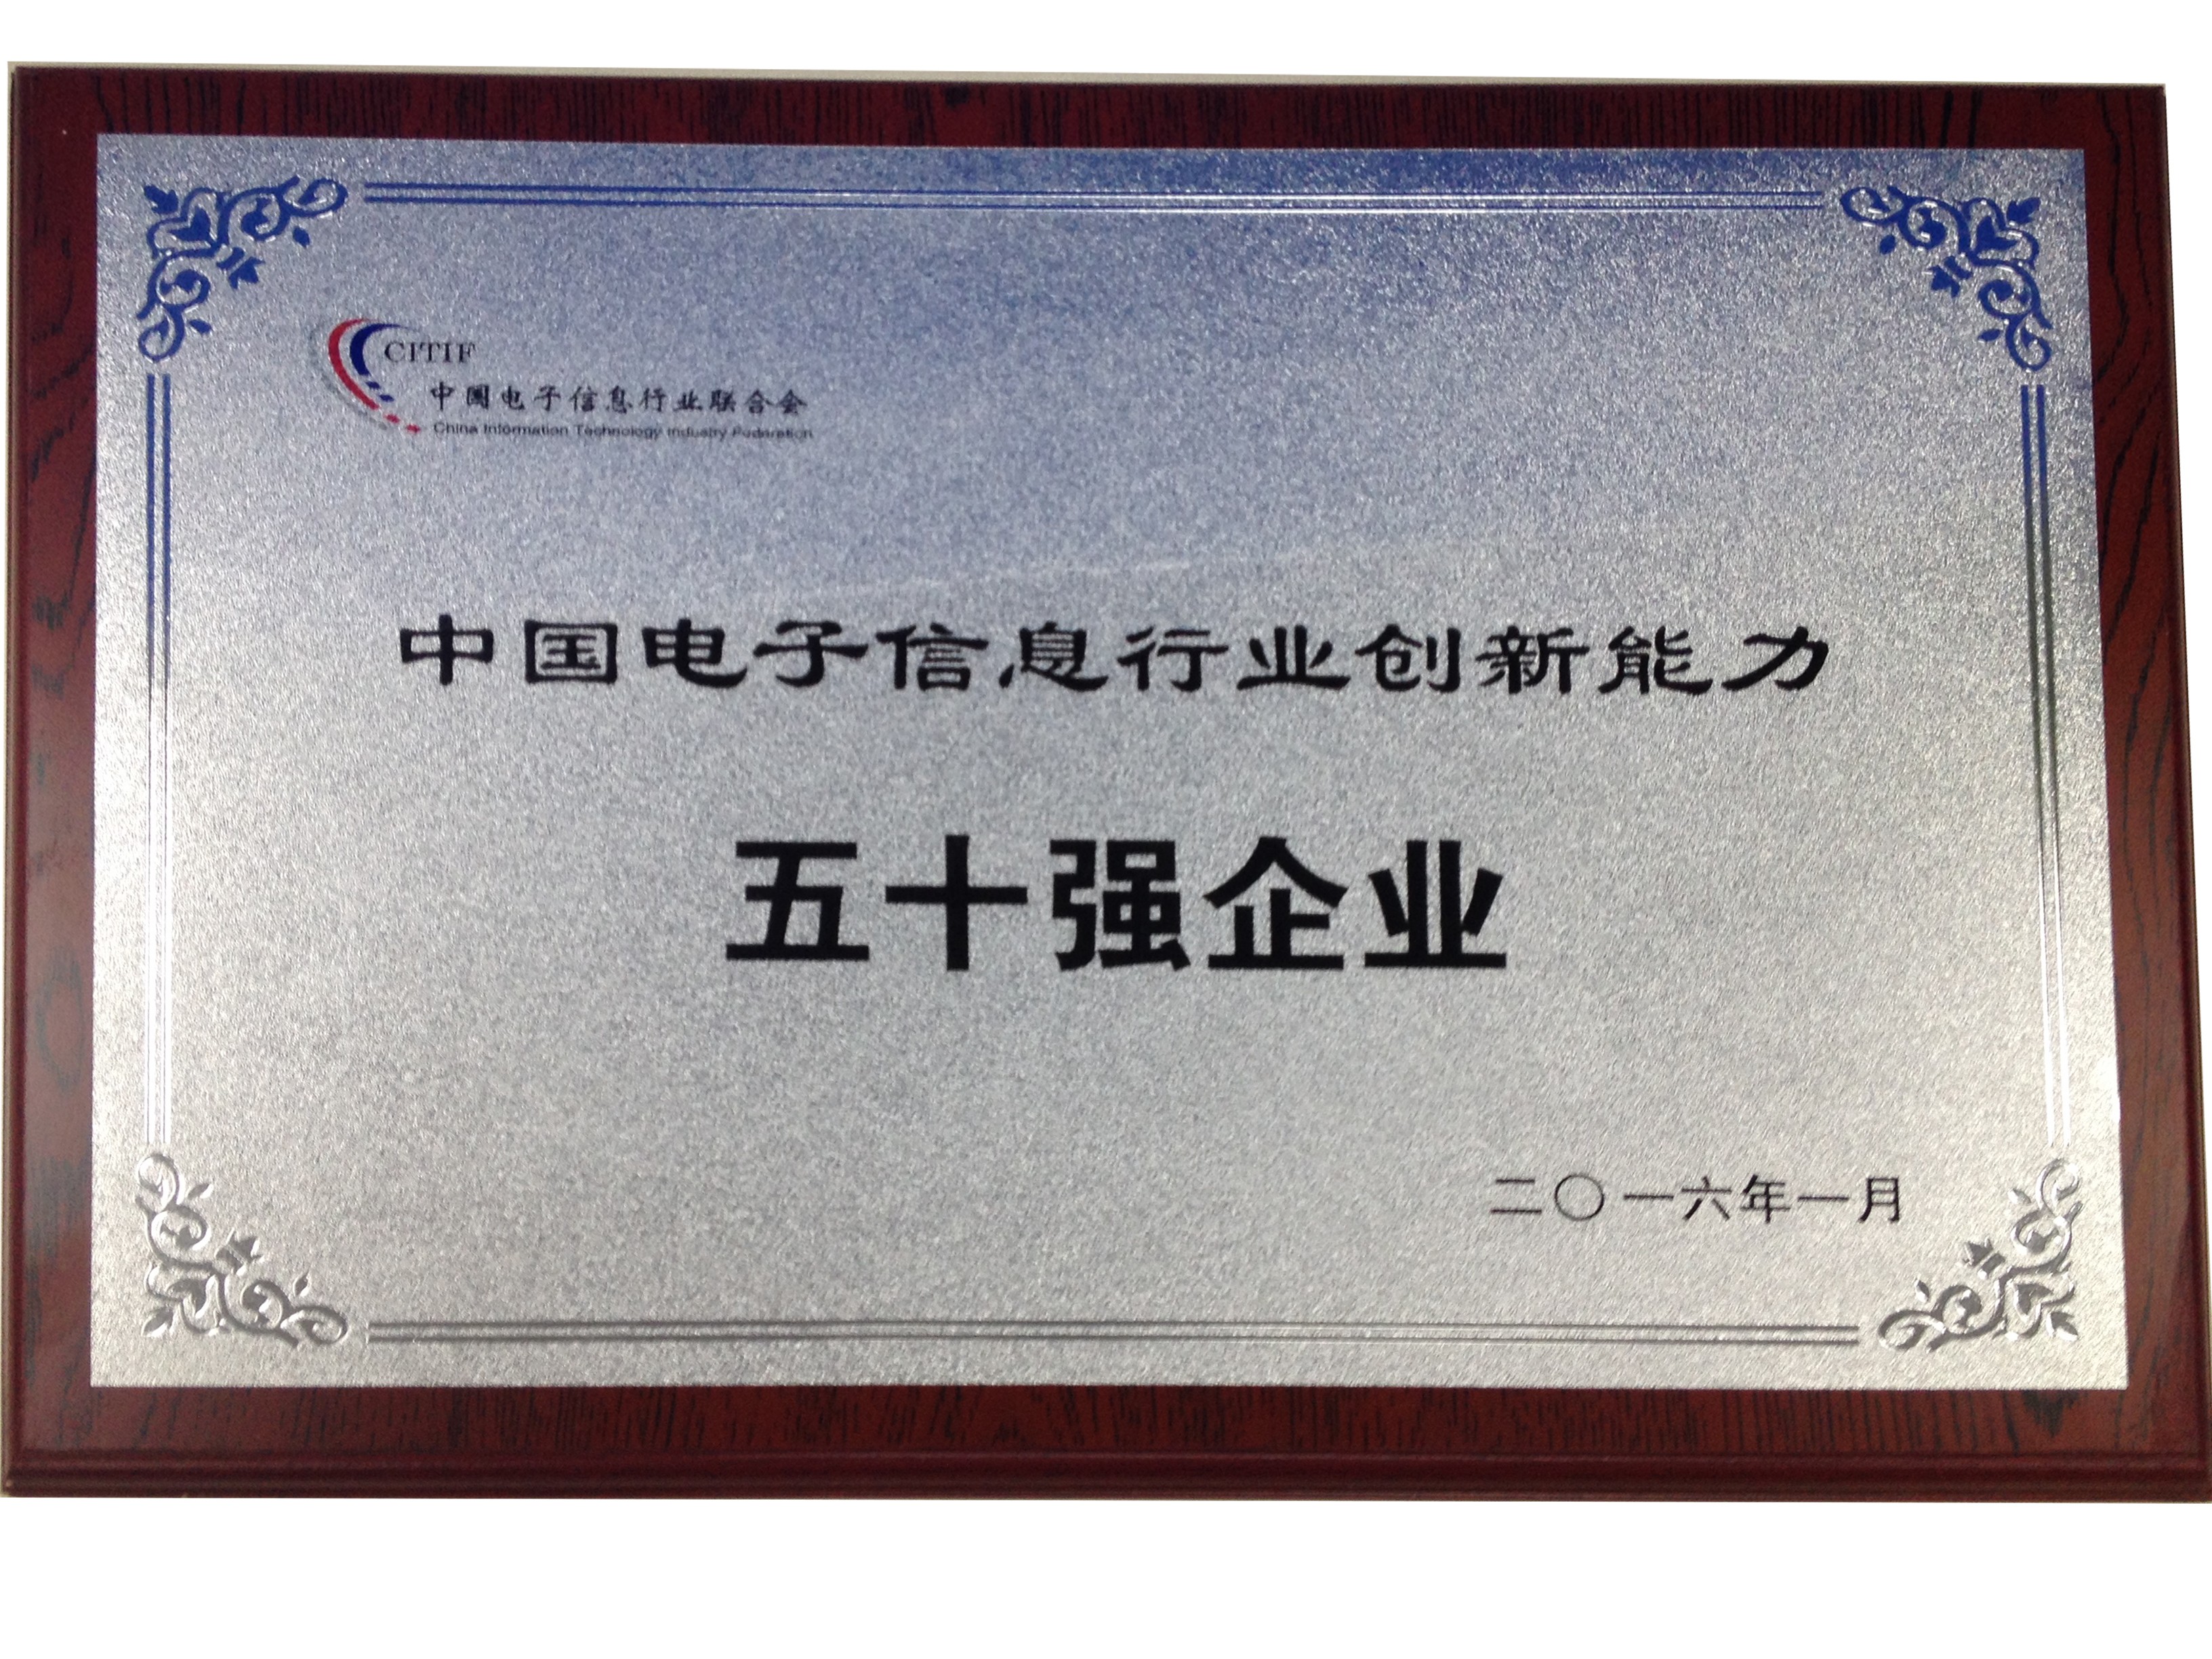 CITIF
中国电子信息行业联合会
China Information Technology Industry Federation
中国电子信息行业创新能力
五十强企业
二〇一六年一月